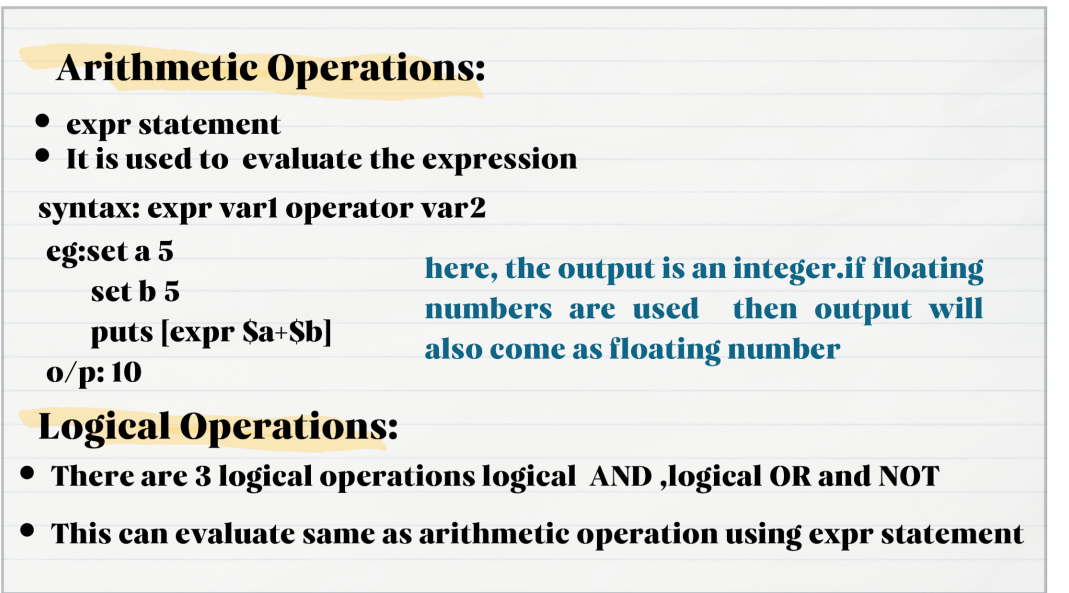 Arithmetic Operations:
• expr statement
• It is used to evaluate the expression
syntax: expr var1 operator var2
eg:set a 5
set b 5
puts [expr $a+$b]
o/p: 10
here, the output is an integer.if floating
numbers are used then output will
also come as floating number
Logical Operations:
• There are 3 logical operations logical AND ,logical OR and NOT
• This can evaluate same as arithmetic operation using expr statement